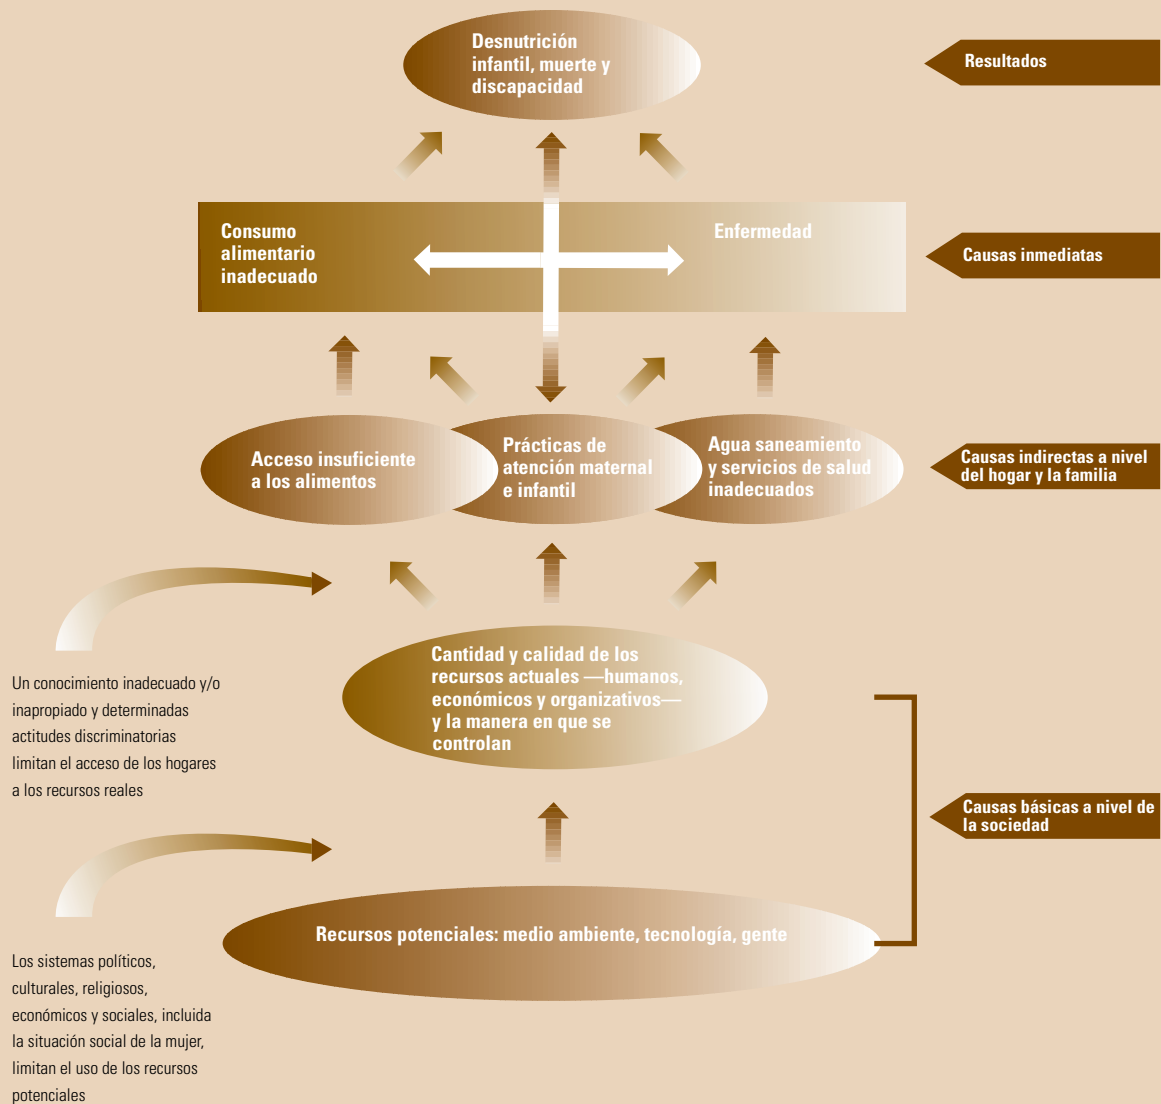 Desnutrición
infantil, muerte y
discapacidad
Resultados
Consumo
alimentario
inadecuado
Enfermedad
Causas inmediatas
Acceso insuficiente
a los alimentos
Prácticas de
atención maternal
e infantil
Agua saneamiento
y servicios de salud
inadecuados
Causas indirectas a nivel
del hogar y la familia
Un conocimiento inadecuado y/o
inapropiado y determinadas
actitudes discriminatorias
limitan el acceso de los hogares
a los recursos reales
Cantidad y calidad de los
recursos actuales —humanos,
económicos y organizativos—
y la manera en que se
controlan
Causas básicas a nivel de
la sociedad
Recursos potenciales: medio ambiente, tecnología, gente
Los sistemas políticos,
culturales, religiosos,
económicos y sociales, incluida
la situación social de la mujer,
limitan el uso de los recursos
potenciales